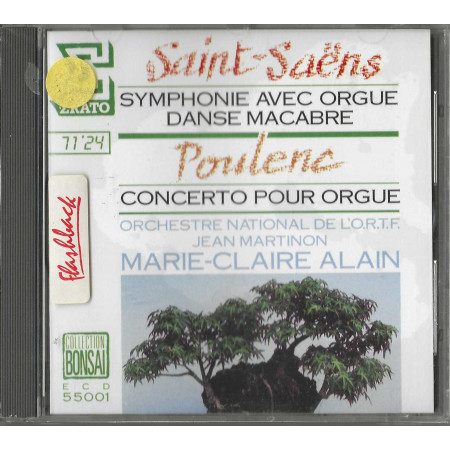 Saint-Saëns
ERATO
SYMPHONIE AVEC ORGUE
DANSE MACABRE
71'24
Poulenc
CONCERTO POUR ORGUE
ORCHESTRE NATIONAL DE L'O.R.T.F.
JEAN MARTINON
MARIE-CLAIRE ALAIN
Flashback
COLLECTION
BONSAI
ECD
55001